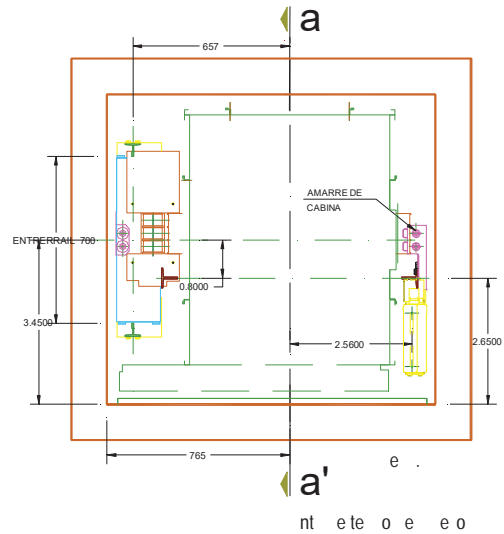 a
657
AMARRE DE
CABINA
ENTRERRAIL 700
0.8000
3.4500
2.5600
2.6500
765
a'